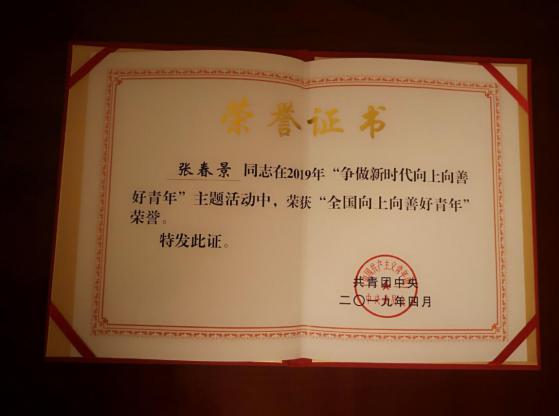 荣誉证书
张春景 同志在2019年“争做新时代向上向善
好青年”主题活动中，荣获“全国向上向善好青年”
荣誉。
特发此证。
共青团中央
二〇一九年四月